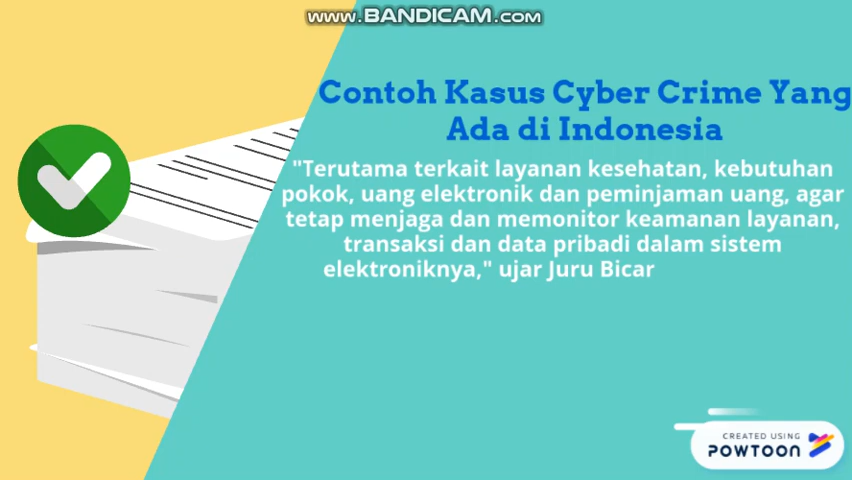 www.BANDICAM.com
Contoh Kasus Cyber Crime Yang
Ada di Indonesia
"Terutama terkait layanan kesehatan, kebutuhan
pokok, uang elektronik dan peminjaman uang, agar
tetap menjaga dan memonitor keamanan layanan,
transaksi dan data pribadi dalam sistem
elektroniknya," ujar Juru Bicar
CREATED USING
POWTOON